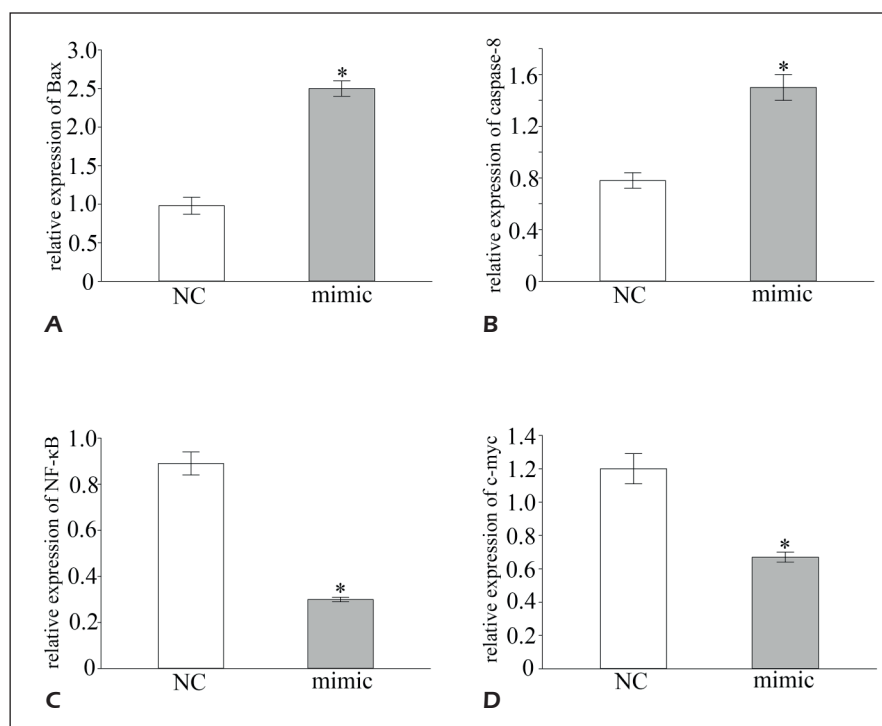 relative expression of Bax
3.0
2.5
2.0
1.5
1.0
0.5
0
*
NC
mimic
A
relative expression of caspase-8
1.6
1.2
0.8
0.4
0
*
NC
mimic
B
relative expression of NF-κB
1.0
0.8
0.6
0.4
0.2
0
*
NC
mimic
C
relative expression of c-myc
1.4
1.2
1.0
0.8
0.6
0.4
0.2
0
*
NC
mimic
D